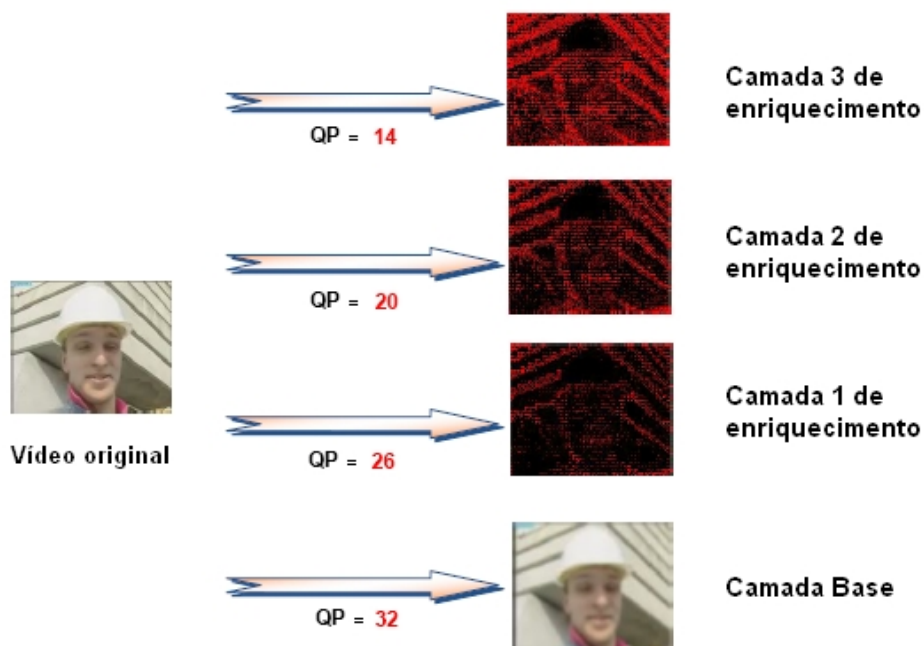 Camada 3 de
enriquecimento
QP = 14
Camada 2 de
enriquecimento
QP = 20
Camada 1 de
enriquecimento
Vídeo original
QP = 26
Camada Base
QP = 32